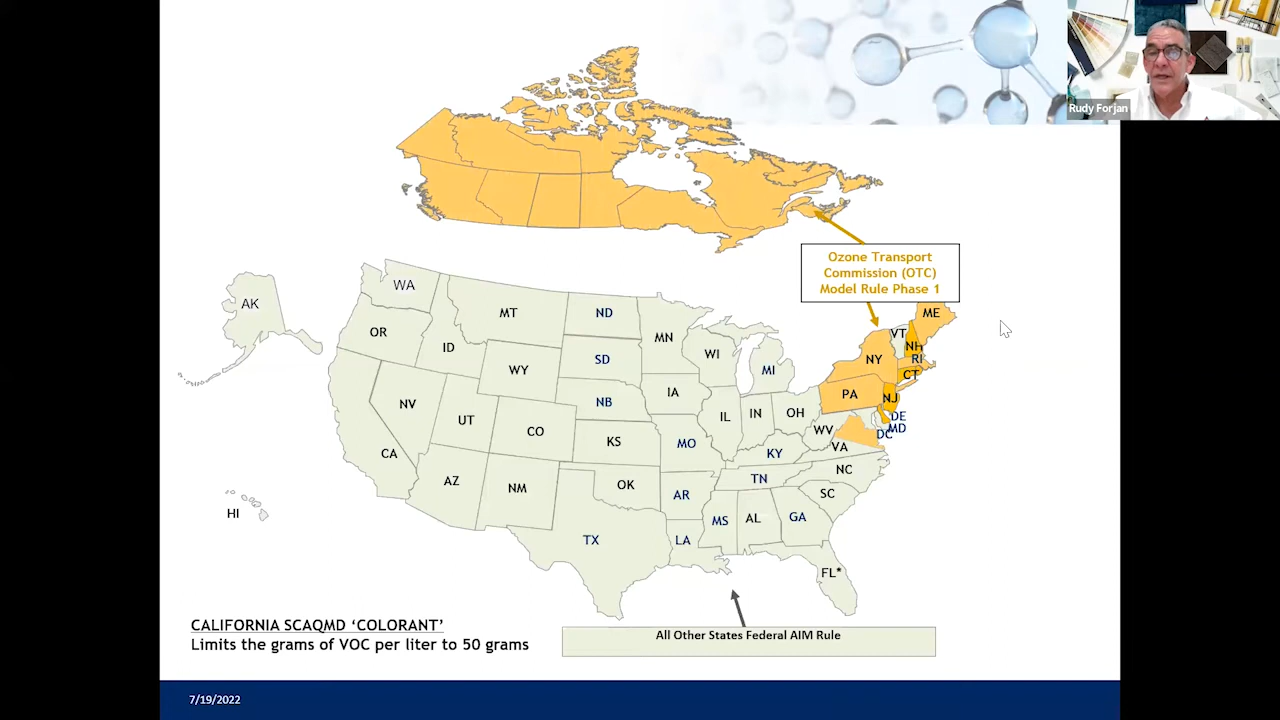 Rudy Forjan
Ozone Transport
Commission (OTC)
Model Rule Phase 1
AK
WA
MT
ND
MN
ME
VT
NH
OR
ID
SD
WI
MI
NY
RI
CT
WY
NB
IA
PA
NJ
NV
UT
CO
KS
MO
IL
IN
OH
WV
DE
MD
DC
VA
CA
KY
NC
AZ
NM
OK
AR
TN
SC
HI
TX
LA
MS
AL
GA
FL*
CALIFORNIA SCAQMD ‘COLORANT’
Limits the grams of VOC per liter to 50 grams
All Other States Federal AIM Rule
7/19/2022